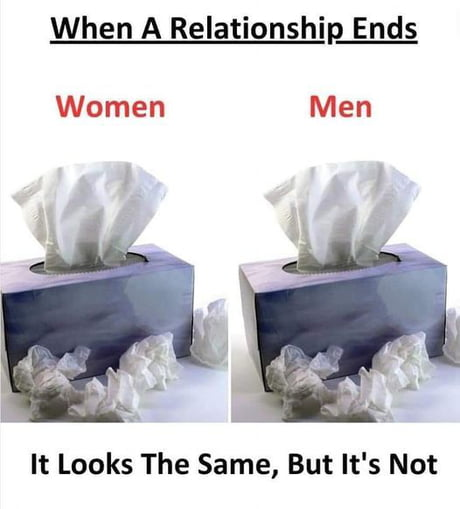 When A Relationship Ends
Women Men
It Looks The Same, But It's Not